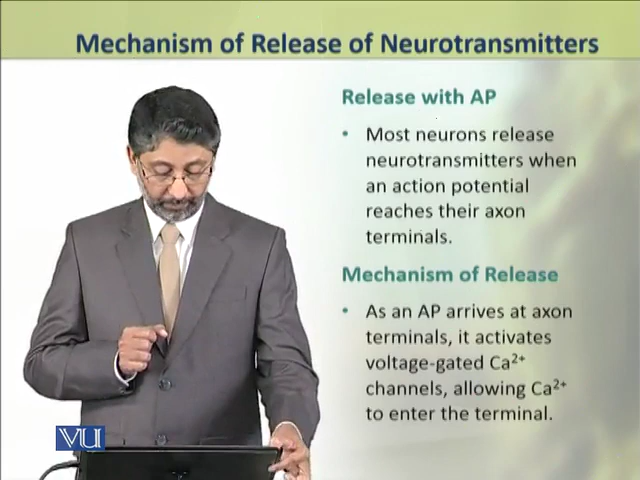 Mechanism of Release of Neurotransmitters
Release with AP
• Most neurons release
neurotransmitters when
an action potential
reaches their axon
terminals.
Mechanism of Release
• As an AP arrives at axon
terminals, it activates
voltage-gated Ca²⁺
channels, allowing Ca²⁺
to enter the terminal.
VU